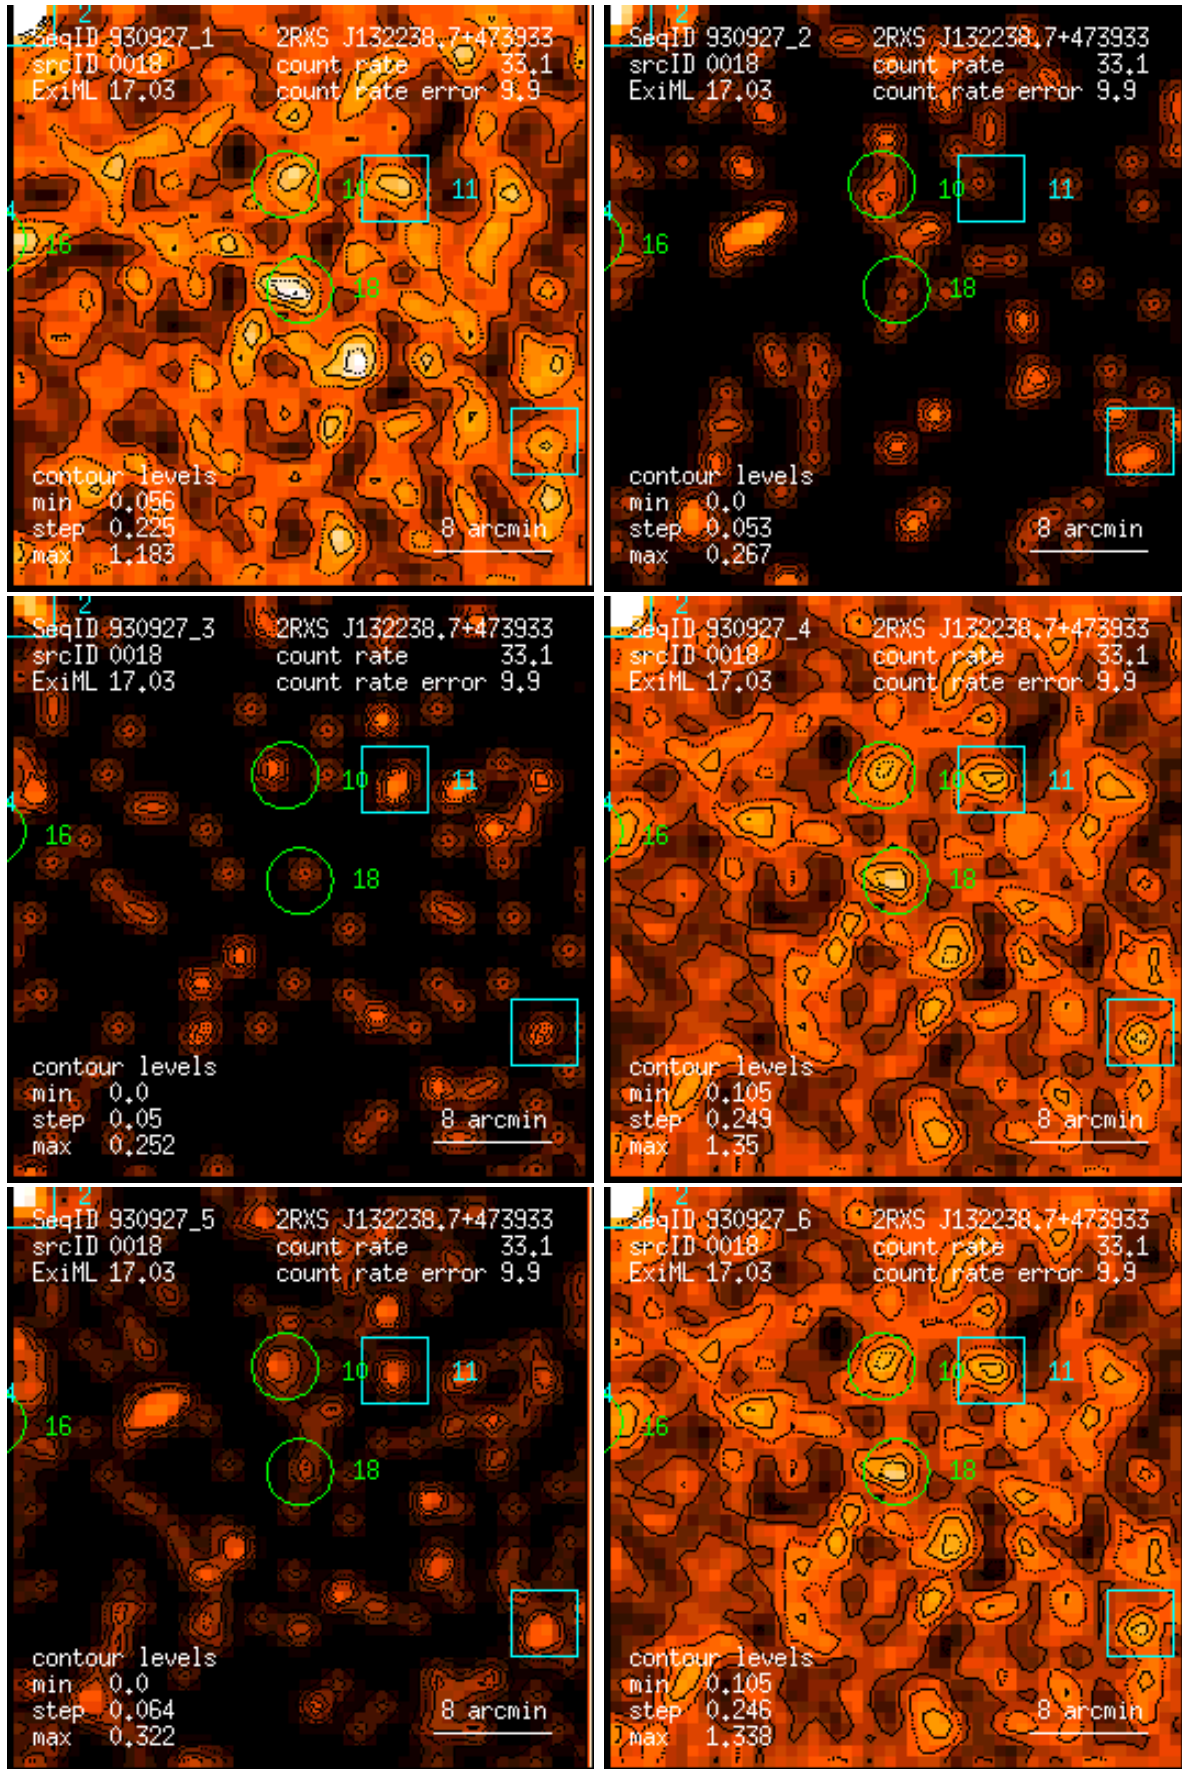 2
SeqID 930927_1 2RXS J132238.7+473933
srcID 0018 count rate 33.1
ExiML 17.03 count rate error 9.9
10 11
4
16
18
contour levels
min 0.056
step 0.225 8 arcmin
max 1.183
2
SeqID 930927_2 2RXS J132238.7+473933
srcID 0018 count rate 33.1
ExiML 17.03 count rate error 9.9
10 11
4
16
18
contour levels
min 0.0
step 0.053 8 arcmin
max 0.267
2
SeqID 930927_3 2RXS J132238.7+473933
srcID 0018 count rate 33.1
ExiML 17.03 count rate error 9.9
10 11
4
16
18
contour levels
min 0.0
step 0.05 8 arcmin
max 0.252
2
SeqID 930927_4 2RXS J132238.7+473933
srcID 0018 count rate 33.1
ExiML 17.03 count rate error 9.9
10 11
4
16
18
contour levels
min 0.105
step 0.249 8 arcmin
max 1.35
2
SeqID 930927_5 2RXS J132238.7+473933
srcID 0018 count rate 33.1
ExiML 17.03 count rate error 9.9
10 11
4
16
18
contour levels
min 0.0
step 0.064 8 arcmin
max 0.322
2
SeqID 930927_6 2RXS J132238.7+473933
srcID 0018 count rate 33.1
ExiML 17.03 count rate error 9.9
10 11
4
16
18
contour levels
min 0.105
step 0.246 8 arcmin
max 1.338